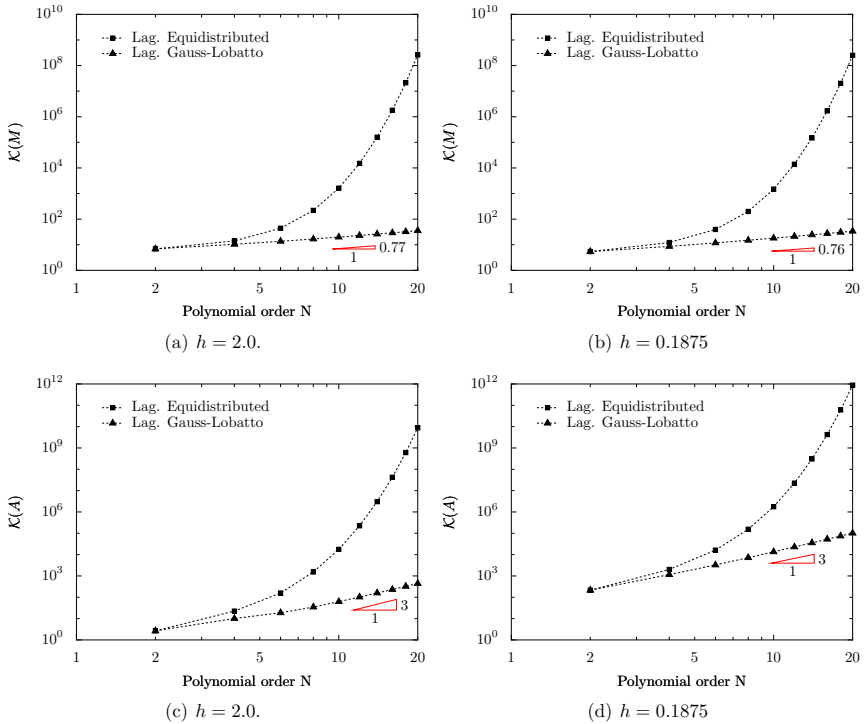 10^10
10^8
10^6
10^4
10^2
10^0
K(M)
Lag. Equidistributed
Lag. Gauss-Lobatto
0.77
1
1 2 5 10 20
Polynomial order N
(a) h = 2.0.
10^10
10^8
10^6
10^4
10^2
10^0
K(M)
Lag. Equidistributed
Lag. Gauss-Lobatto
0.76
1
1 2 5 10 20
Polynomial order N
(b) h = 0.1875
10^12
10^9
10^6
10^3
10^0
K(A)
Lag. Equidistributed
Lag. Gauss-Lobatto
3
1
1 2 5 10 20
Polynomial order N
(c) h = 2.0.
10^12
10^9
10^6
10^3
10^0
K(A)
Lag. Equidistributed
Lag. Gauss-Lobatto
3
1
1 2 5 10 20
Polynomial order N
(d) h = 0.1875